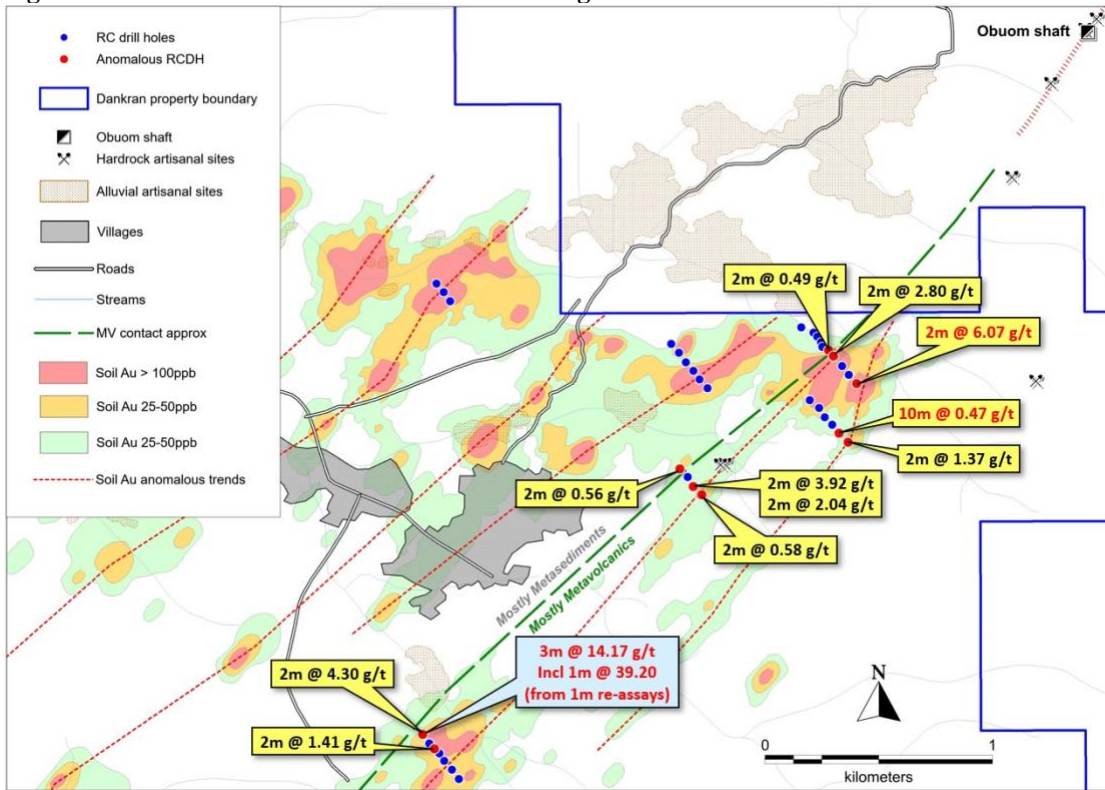 Obuom shaft
RC drill holes
Anomalous RCDH
Dankran property boundary
Obuom shaft
Hardrock artisanal sites
Alluvial artisanal sites
Villages
Roads
Streams
MV contact approx
Soil Au > 100ppb
Soil Au 25-50ppb
Soil Au 25-50ppb
Soil Au anomalous trends
2m @ 0.49 g/t
2m @ 2.80 g/t
2m @ 6.07 g/t
10m @ 0.47 g/t
2m @ 1.37 g/t
2m @ 0.56 g/t
2m @ 3.92 g/t
2m @ 2.04 g/t
2m @ 0.58 g/t
Mostly Metasediments
Mostly Metavolcanics
3m @ 14.17 g/t
Incl 1m @ 39.20
(from 1m re-assays)
2m @ 4.30 g/t
2m @ 1.41 g/t
N
0 1
kilometers